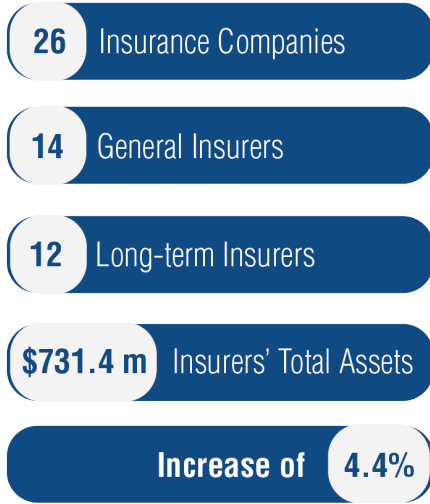 26 Insurance Companies
14 General Insurers
12 Long-term Insurers
$731.4 m Insurers’ Total Assets
Increase of 4.4%